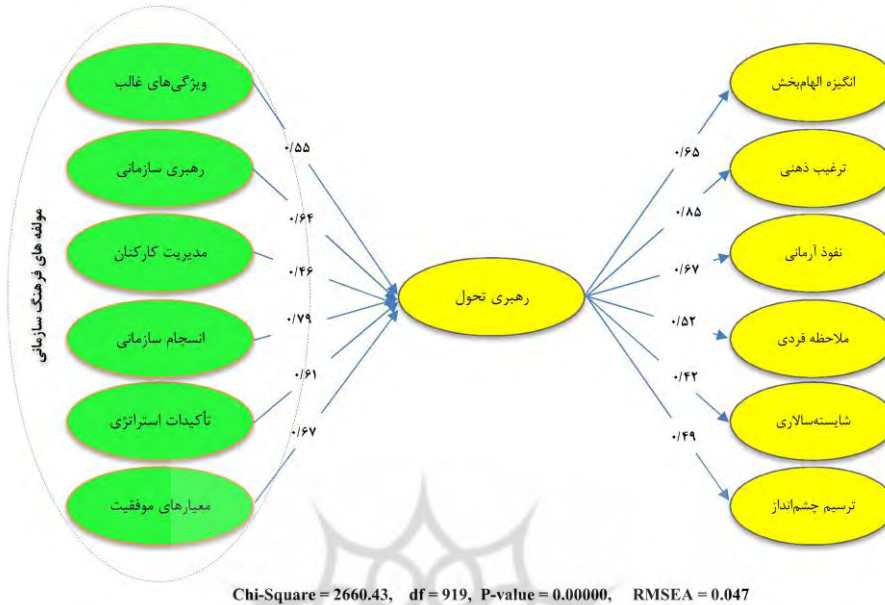 مولفه های فرهنگ سازمانی
ویژگی‌های غالب
رهبری سازمانی
مدیریت کارکنان
انسجام سازمانی
تأکیدات استراتژی
معیارهای موفقیت
۰/۵۵
۰/۶۴
۰/۴۶
۰/۷۹
۰/۶۱
۰/۶۷
رهبری تحول
۰/۶۵
۰/۸۵
۰/۶۷
۰/۵۲
۰/۴۲
۰/۴۹
انگیزه الهام‌بخش
ترغیب ذهنی
نفوذ آرمانی
ملاحظه فردی
شایسته‌سالاری
ترسیم چشم‌انداز
Chi-Square = 2660.43, df = 919, P-value = 0.00000, RMSEA = 0.047